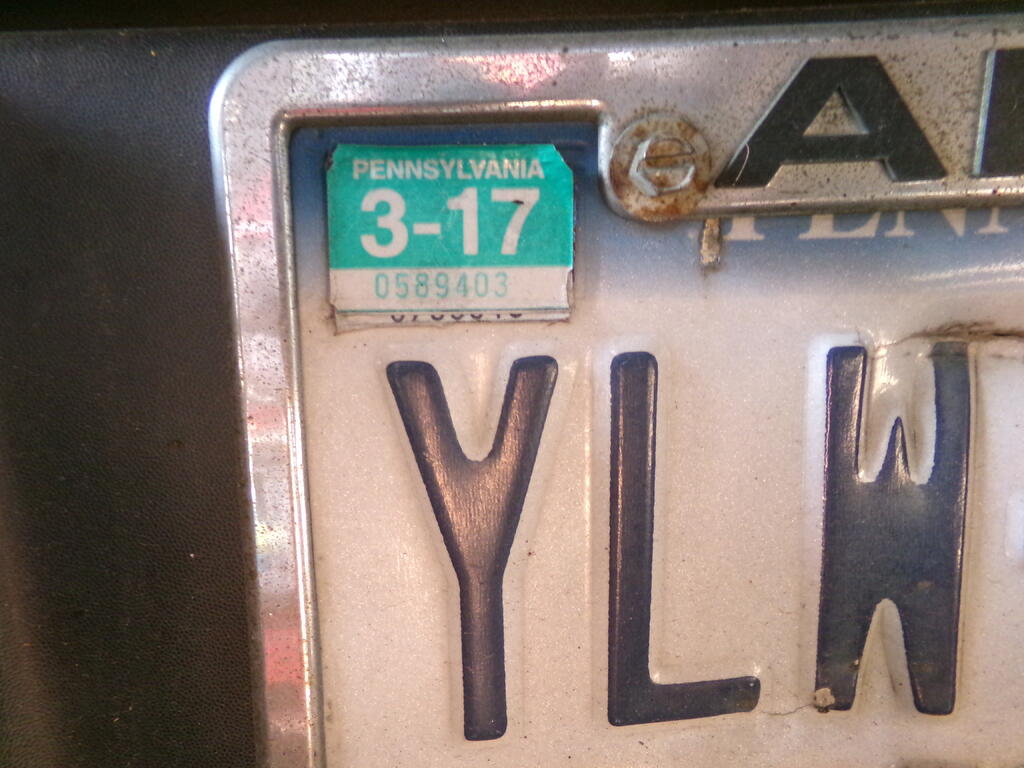 A
PENNSYLVANIA
3-17
0589403
YLW